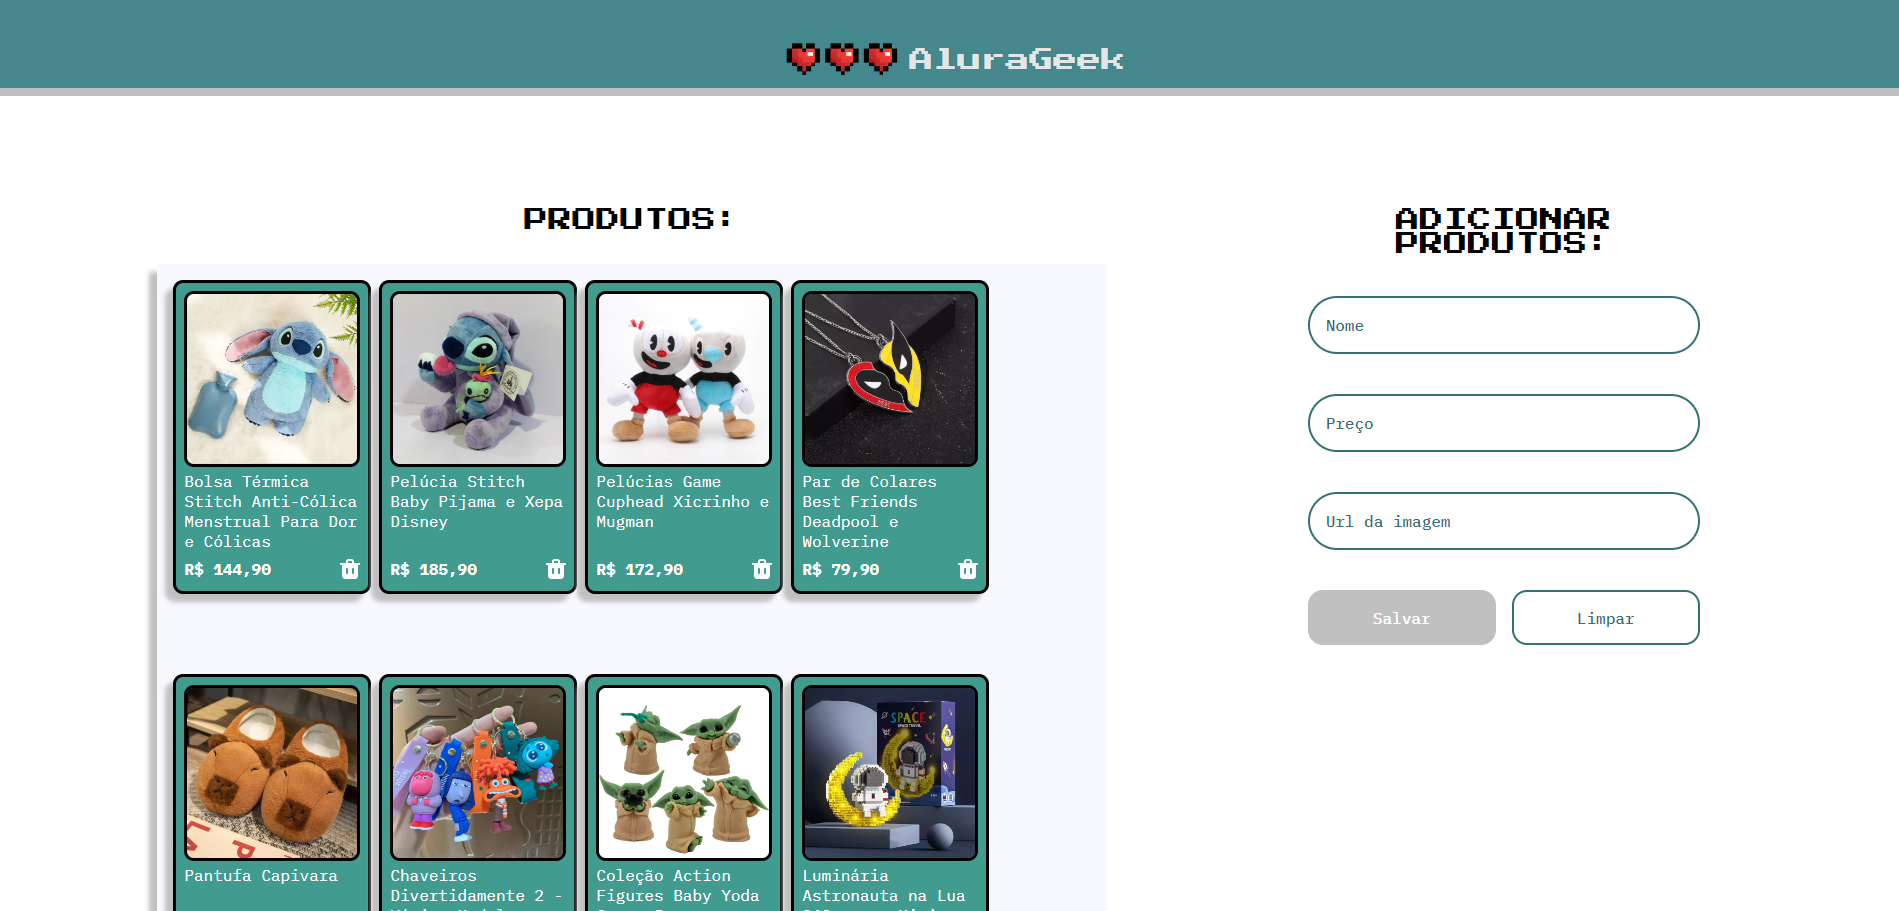 AluraGeek
PRODUTOS:
Bolsa Térmica
Stitch Anti-Cólica
Menstrual Para Dor
e Cólicas
R$ 144,90
Pelúcia Stitch
Baby Pijama e Xepa
Disney
R$ 185,90
Pelúcias Game
Cuphead Xicrinho e
Mugman
R$ 172,90
Par de Colares
Best Friends
Deadpool e
Wolverine
R$ 79,90
SPACE
Pantufa Capivara
Chaveiros
Divertidamente 2 -
Coleção Action
Figures Baby Yoda
Luminária
Astronauta na Lua
ADICIONAR
PRODUTOS:
Nome
Preço
Url da imagem
Salvar
Limpar